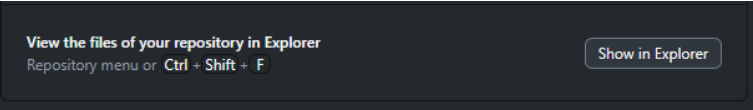 View the files of your repository in Explorer
Repository menu or Ctrl + Shift + F
Show in Explorer